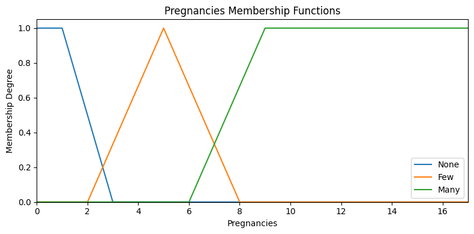 Pregnancies Membership Functions
Membership Degree
1.0
0.8
0.6
0.4
0.2
0.0
0 2 4 6 8 10 12 14 16
Pregnancies
None
Few
Many